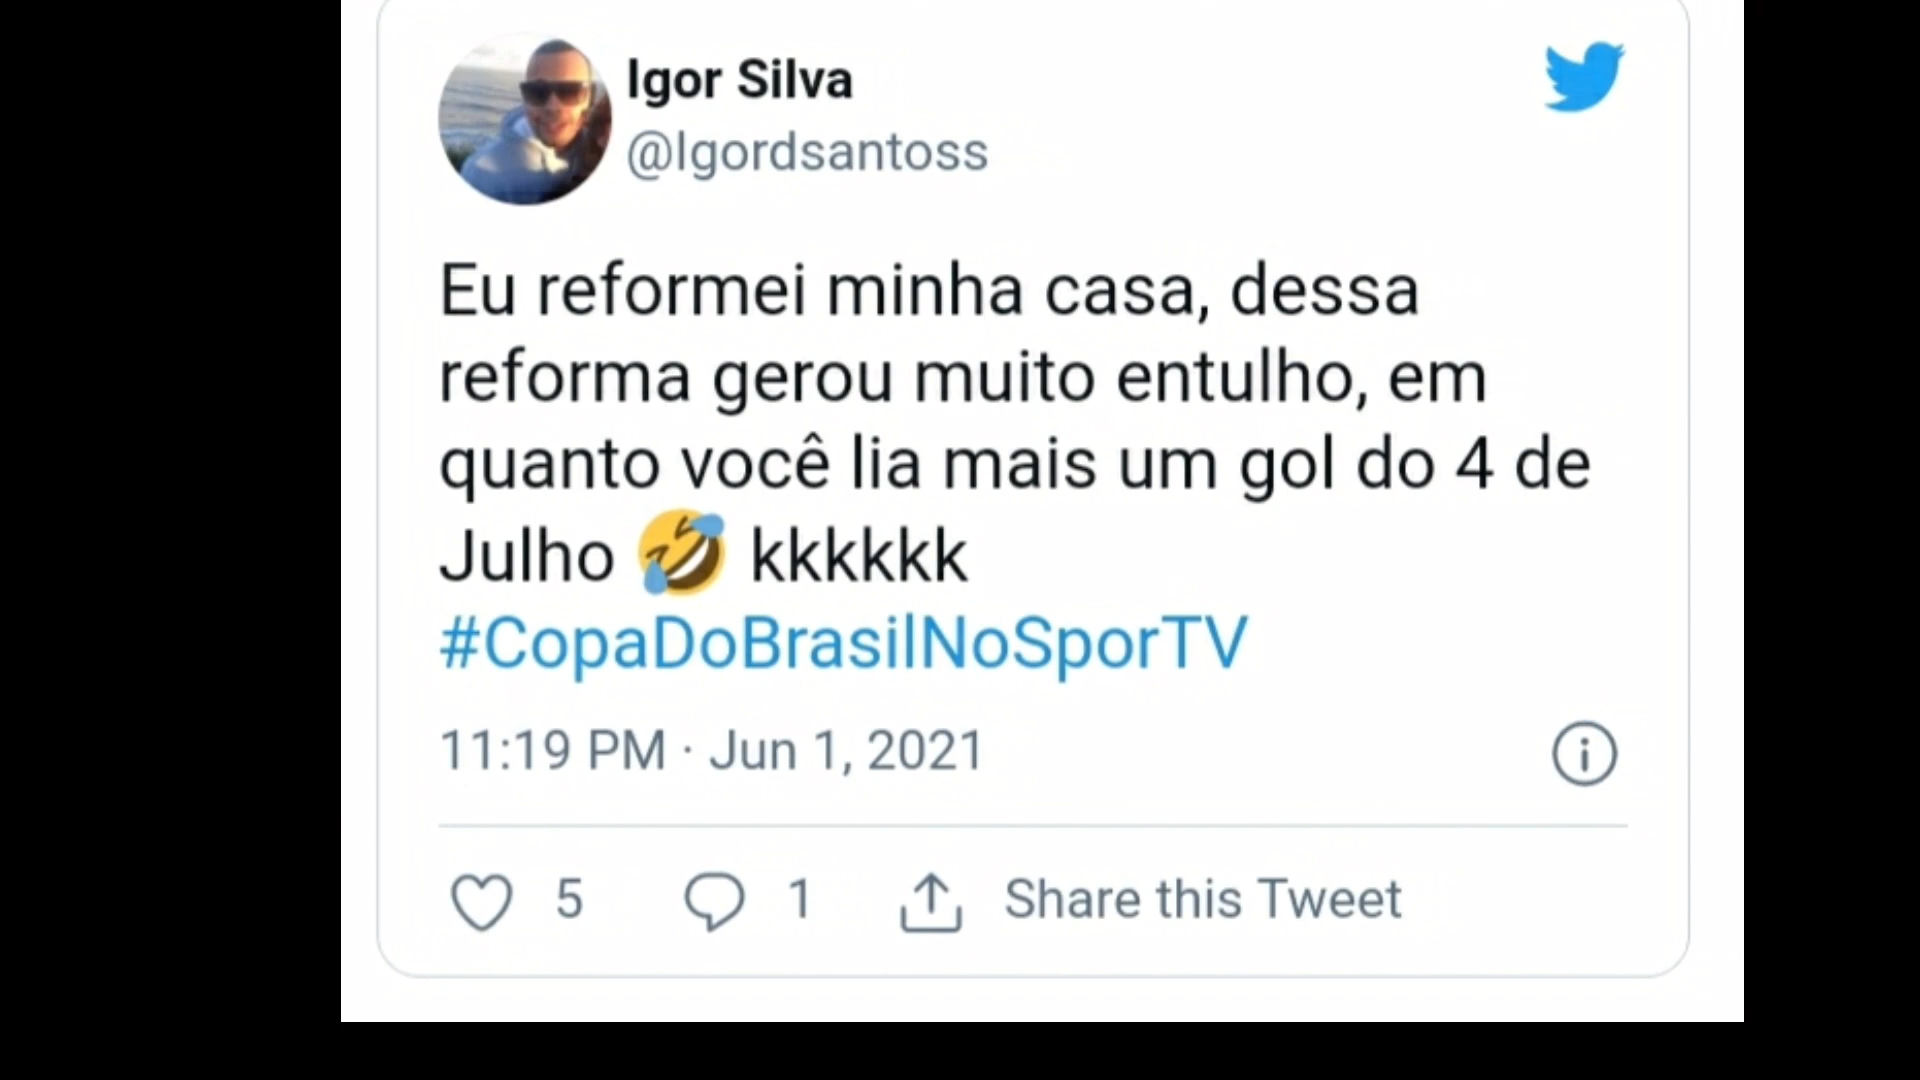 Igor Silva
@Igordsantoss
Eu reformei minha casa, dessa
reforma gerou muito entulho, em
quanto você lia mais um gol do 4 de
Julho 🤣 kkkkkk
#CopaDoBrasilNoSporTV
11:19 PM · Jun 1, 2021
5 1 Share this Tweet